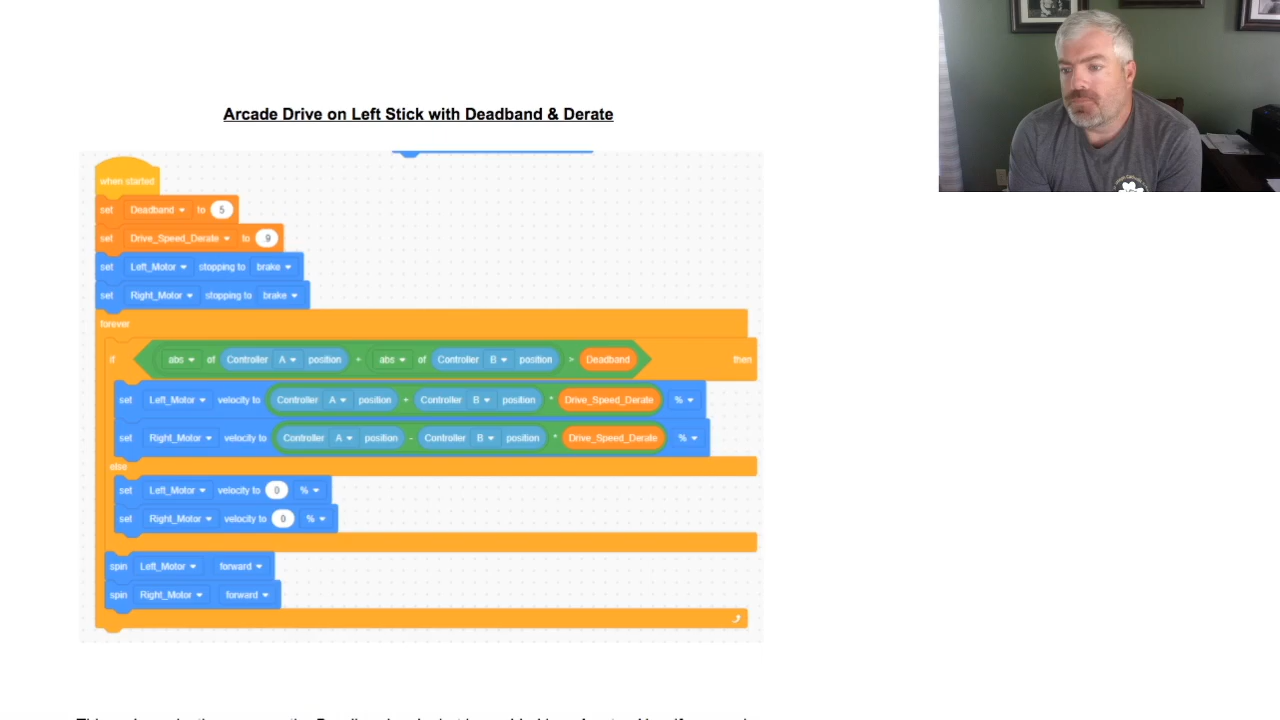 Arcade Drive on Left Stick with Deadband & Derate
when started
set Deadband to 5
set Drive_Speed_Derate to .9
set Left_Motor stopping to brake
set Right_Motor stopping to brake
forever
if abs of Controller A position + abs of Controller B position > Deadband then
set Left_Motor velocity to Controller A position + Controller B position * Drive_Speed_Derate %
set Right_Motor velocity to Controller A position - Controller B position * Drive_Speed_Derate %
else
set Left_Motor velocity to 0 %
set Right_Motor velocity to 0 %
spin Left_Motor forward
spin Right_Motor forward